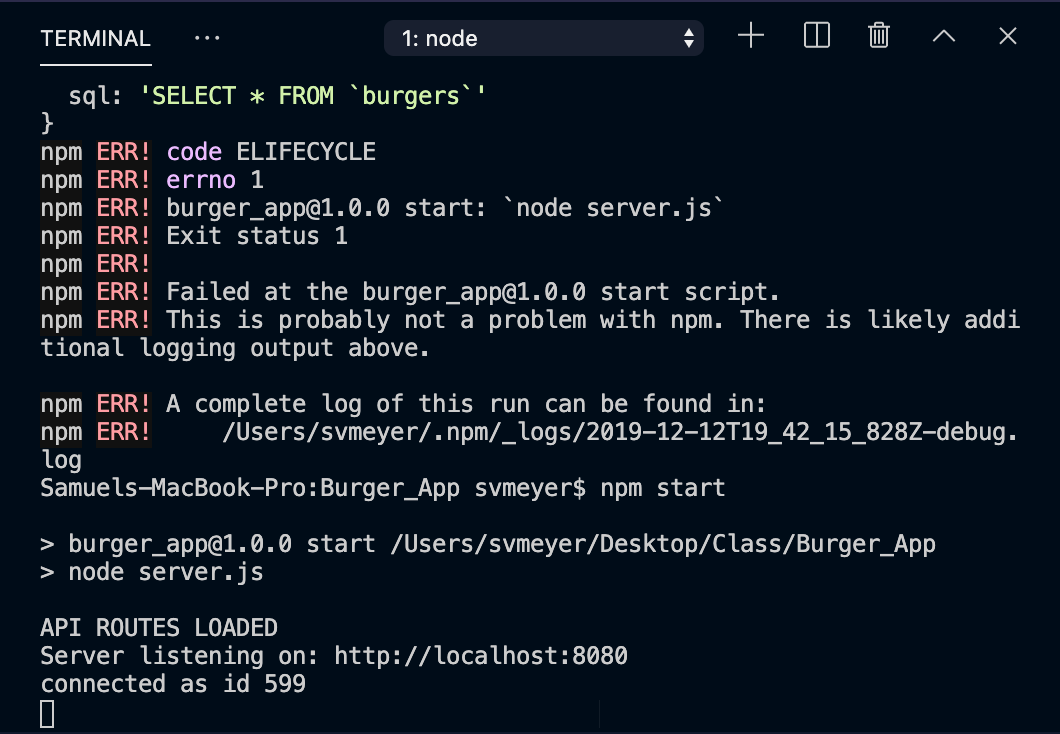 TERMINAL ... 1: node
sql: 'SELECT * FROM `burgers`'
}
npm ERR! code ELIFECYCLE
npm ERR! errno 1
npm ERR! burger_app@1.0.0 start: `node server.js`
npm ERR! Exit status 1
npm ERR!
npm ERR! Failed at the burger_app@1.0.0 start script.
npm ERR! This is probably not a problem with npm. There is likely addi
tional logging output above.
npm ERR! A complete log of this run can be found in:
npm ERR!     /Users/svmeyer/.npm/_logs/2019-12-12T19_42_15_828Z-debug.
log
Samuels-MacBook-Pro:Burger_App svmeyer$ npm start
> burger_app@1.0.0 start /Users/svmeyer/Desktop/Class/Burger_App
> node server.js
API ROUTES LOADED
Server listening on: http://localhost:8080
connected as id 599